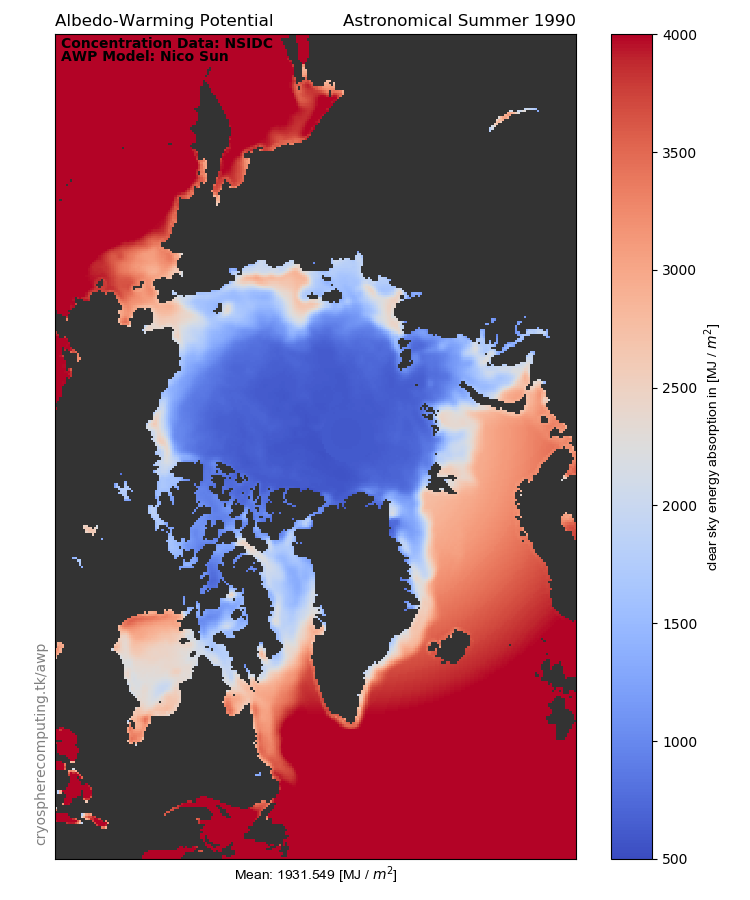 Albedo-Warming Potential Astronomical Summer 1990
Concentration Data: NSIDC
AWP Model: Nico Sun
4000
3500
3000
2500
2000
1500
1000
500
clear sky energy absorption in [MJ / m²]
cryospherecomputing.tk/awp
Mean: 1931.549 [MJ / m²]